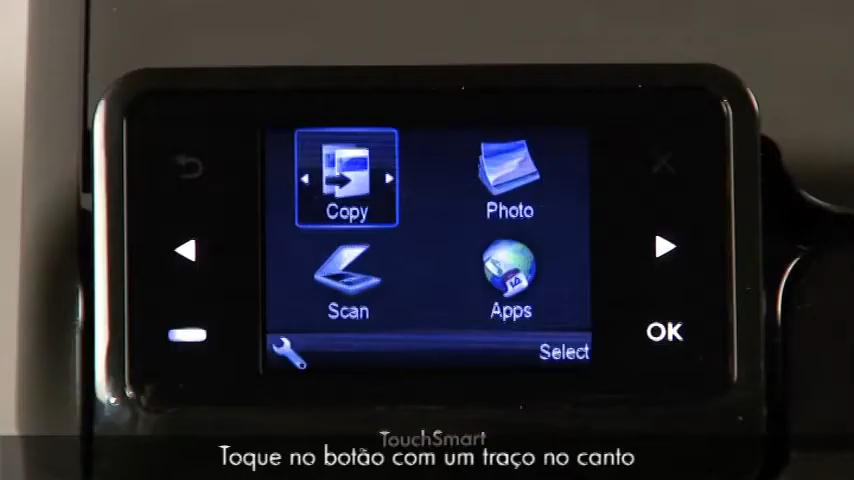 Copy
Photo
Scan
Apps
Select
OK
TouchSmart
Toque no botão com um traço no canto